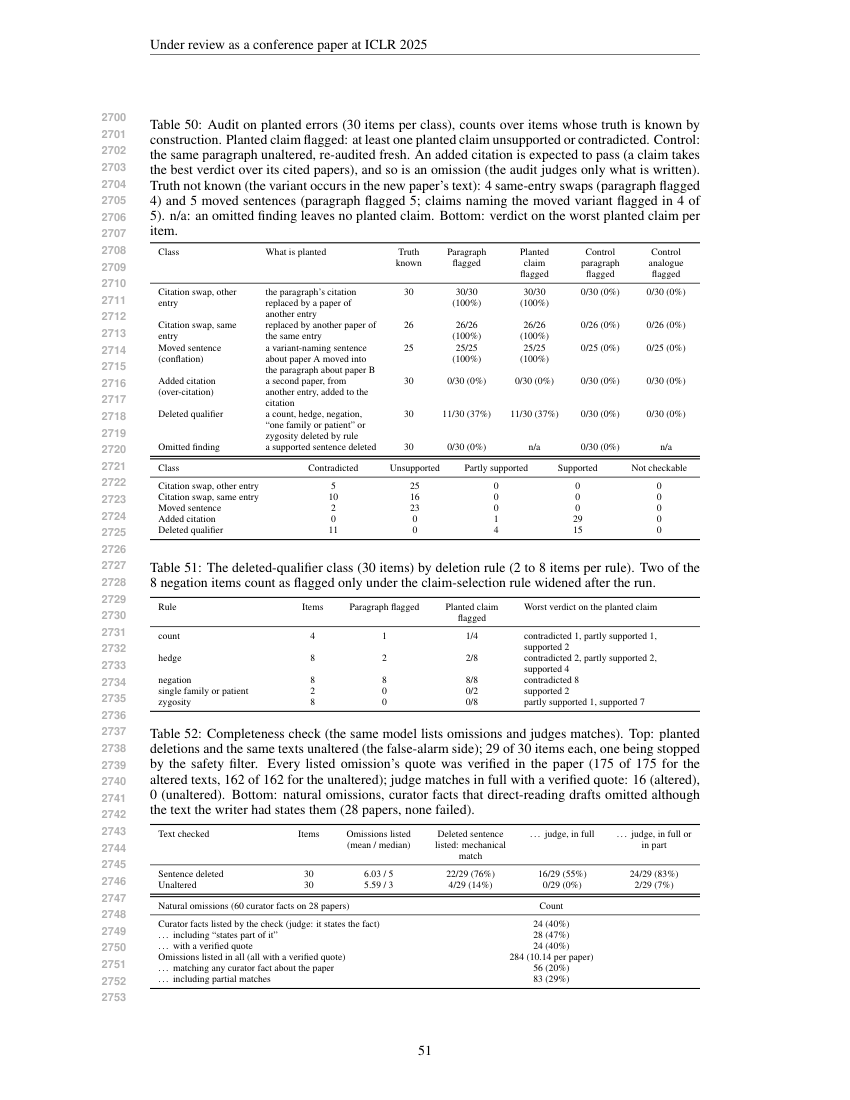 Under review as a conference paper at ICLR 2025
2700
2701
2702
2703
2704
2705
2706
2707
2708
2709
2710
2711
2712
2713
2714
2715
2716
2717
2718
2719
2720
2721
2722
2723
2724
2725
2726
2727
2728
2729
2730
2731
2732
2733
2734
2735
2736
2737
2738
2739
2740
2741
2742
2743
2744
2745
2746
2747
2748
2749
2750
2751
2752
2753
Table 50: Audit on planted errors (30 items per class), counts over items whose truth is known by
construction. Planted claim flagged: at least one planted claim unsupported or contradicted. Control:
the same paragraph unaltered, re-audited fresh. An added citation is expected to pass (a claim takes
the best verdict over its cited papers), and so is an omission (the audit judges only what is written).
Truth not known (the variant occurs in the new paper's text): 4 same-entry swaps (paragraph flagged
4) and 5 moved sentences (paragraph flagged 5; claims naming the moved variant flagged in 4 of
5). n/a: an omitted finding leaves no planted claim. Bottom: verdict on the worst planted claim per
item.
Class What is planted Truth known Paragraph flagged Planted claim flagged Control paragraph flagged Control analogue flagged
Citation swap, other entry the paragraph's citation replaced by a paper of another entry 30 30/30 (100%) 30/30 (100%) 0/30 (0%) 0/30 (0%)
Citation swap, same entry replaced by another paper of the same entry 26 26/26 (100%) 26/26 (100%) 0/26 (0%) 0/26 (0%)
Moved sentence (conflation) a variant-naming sentence about paper A moved into the paragraph about paper B 25 25/25 (100%) 25/25 (100%) 0/25 (0%) 0/25 (0%)
Added citation (over-citation) a second paper, from another entry, added to the citation 30 0/30 (0%) 0/30 (0%) 0/30 (0%) 0/30 (0%)
Deleted qualifier a count, hedge, negation, "one family or patient" or zygosity deleted by rule 30 11/30 (37%) 11/30 (37%) 0/30 (0%) 0/30 (0%)
Omitted finding a supported sentence deleted 30 0/30 (0%) n/a 0/30 (0%) n/a
Class Contradicted Unsupported Partly supported Supported Not checkable
Citation swap, other entry 5 25 0 0 0
Citation swap, same entry 10 16 0 0 0
Moved sentence 2 23 0 0 0
Added citation 0 0 1 29 0
Deleted qualifier 11 0 4 15 0
Table 51: The deleted-qualifier class (30 items) by deletion rule (2 to 8 items per rule). Two of the
8 negation items count as flagged only under the claim-selection rule widened after the run.
Rule Items Paragraph flagged Planted claim flagged Worst verdict on the planted claim
count 4 1 1/4 contradicted 1, partly supported 1, supported 2
hedge 8 2 2/8 contradicted 2, partly supported 2, supported 4
negation 8 8 8/8 contradicted 8
single family or patient 2 0 0/2 supported 2
zygosity 8 0 0/8 partly supported 1, supported 7
Table 52: Completeness check (the same model lists omissions and judges matches). Top: planted
deletions and the same texts unaltered (the false-alarm side); 29 of 30 items each, one being stopped
by the safety filter. Every listed omission's quote was verified in the paper (175 of 175 for the
altered texts, 162 of 162 for the unaltered); judge matches in full with a verified quote: 16 (altered),
0 (unaltered). Bottom: natural omissions, curator facts that direct-reading drafts omitted although
the text the writer had states them (28 papers, none failed).
Text checked Items Omissions listed (mean / median) Deleted sentence listed: mechanical match ... judge, in full ... judge, in full or in part
Sentence deleted 30 6.03 / 5 22/29 (76%) 16/29 (55%) 24/29 (83%)
Unaltered 30 5.59 / 3 4/29 (14%) 0/29 (0%) 2/29 (7%)
Natural omissions (60 curator facts on 28 papers) Count
Curator facts listed by the check (judge: it states the fact) 24 (40%)
... including "states part of it" 28 (47%)
... with a verified quote 24 (40%)
Omissions listed in all (all with a verified quote) 284 (10.14 per paper)
... matching any curator fact about the paper 56 (20%)
... including partial matches 83 (29%)
51